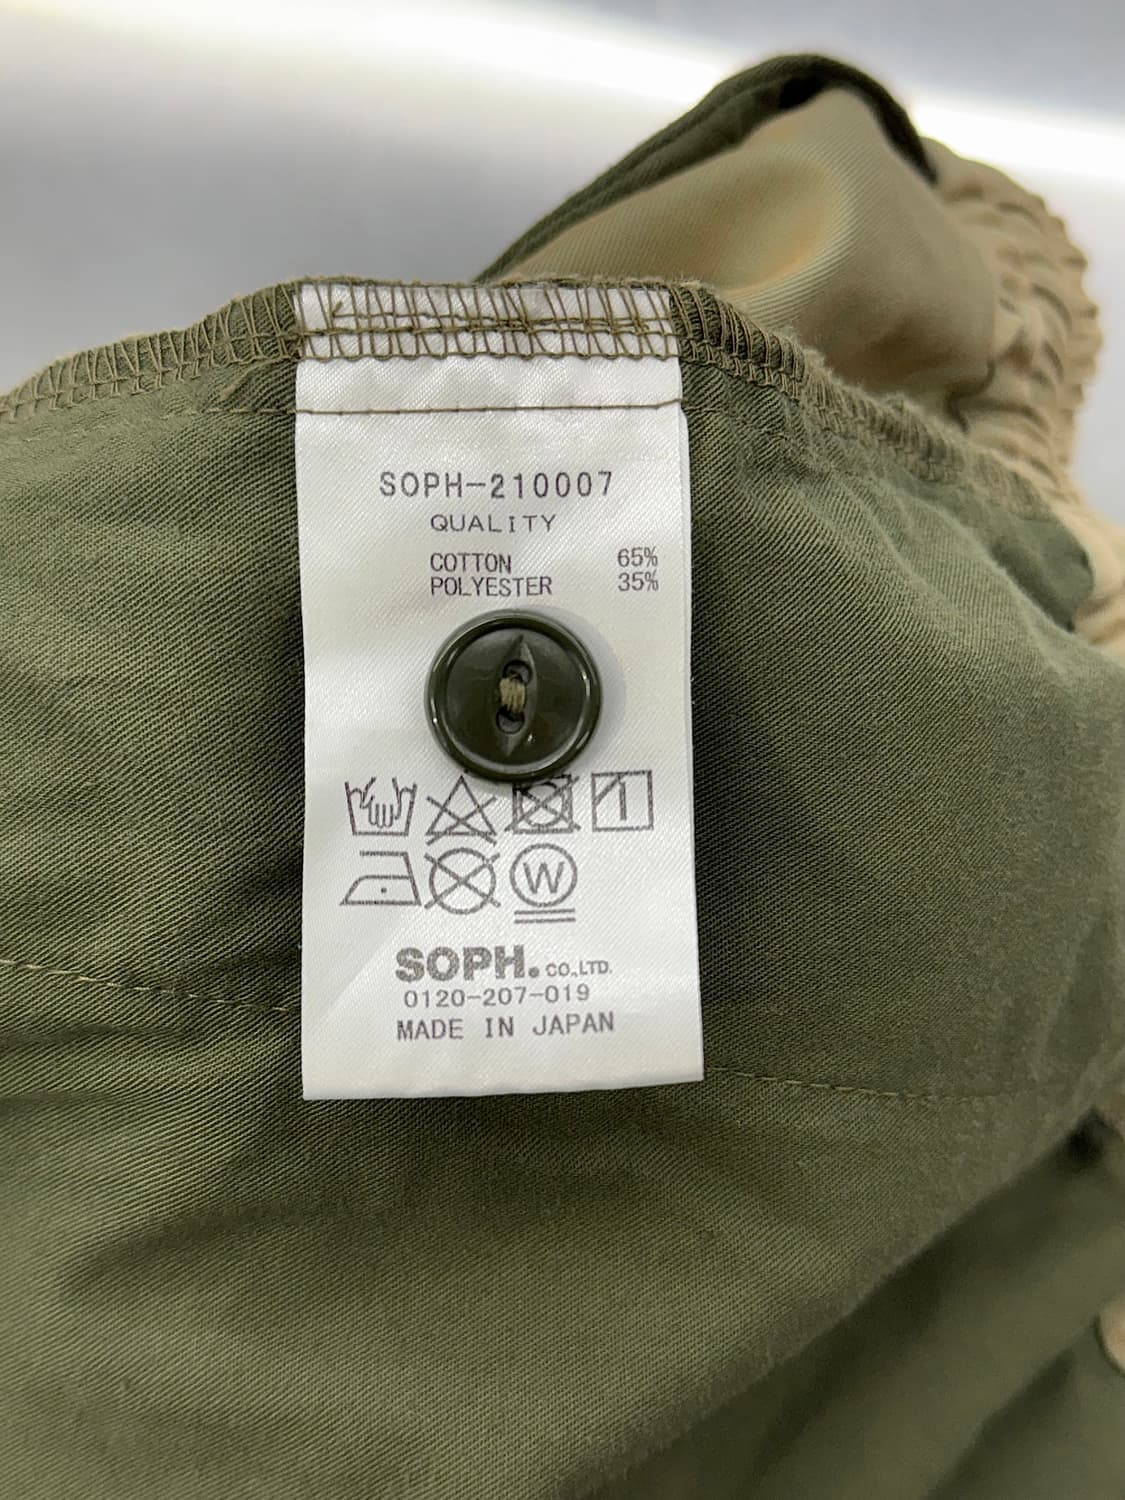 SOPH-210007
QUALITY
COTTON 65%
POLYESTER 35%
W
SOPH. CO.,LTD.
0120-207-019
MADE IN JAPAN